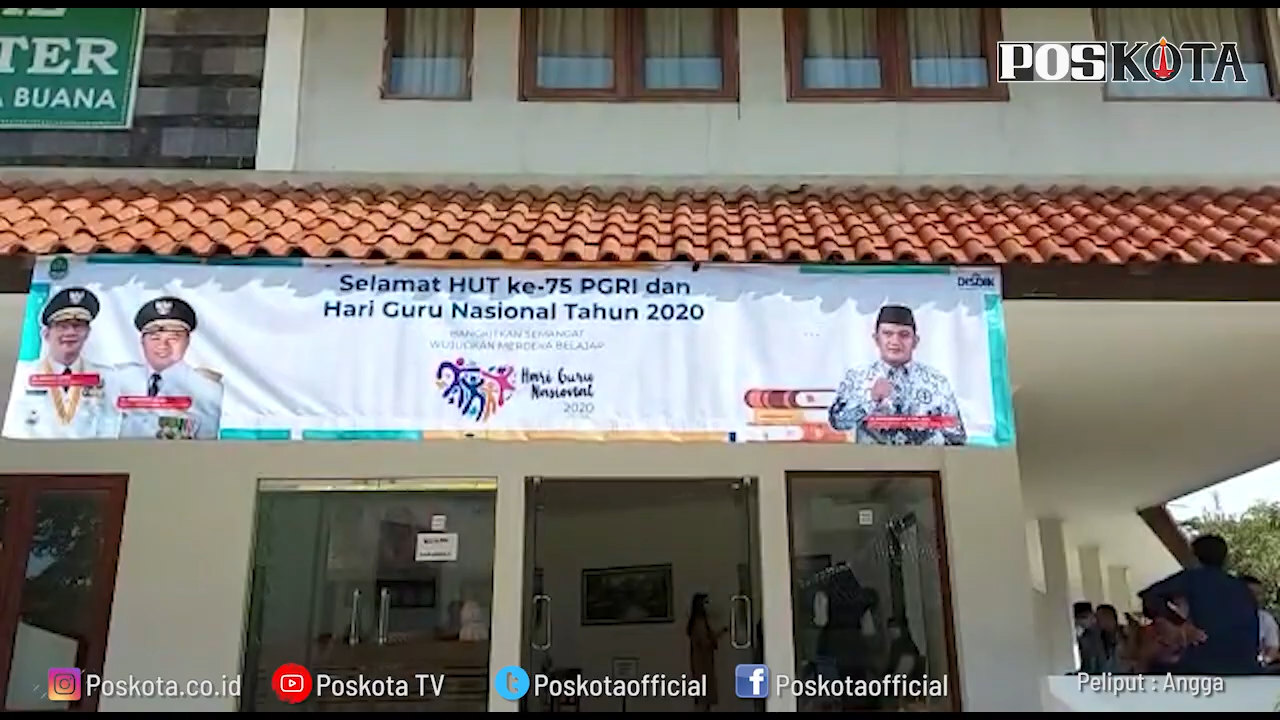 TER
A BUANA
POSKOTA
Selamat HUT ke-75 PGRI dan
Hari Guru Nasional Tahun 2020
BANGKITKAN SEMANGAT
WUJUDKAN MERDEKA BELAJAR
Hari Guru
Nasional
2020
DISDIK
Poskota.co.id
Poskota TV
Poskotaofficial
Poskotaofficial
Peliput : Angga